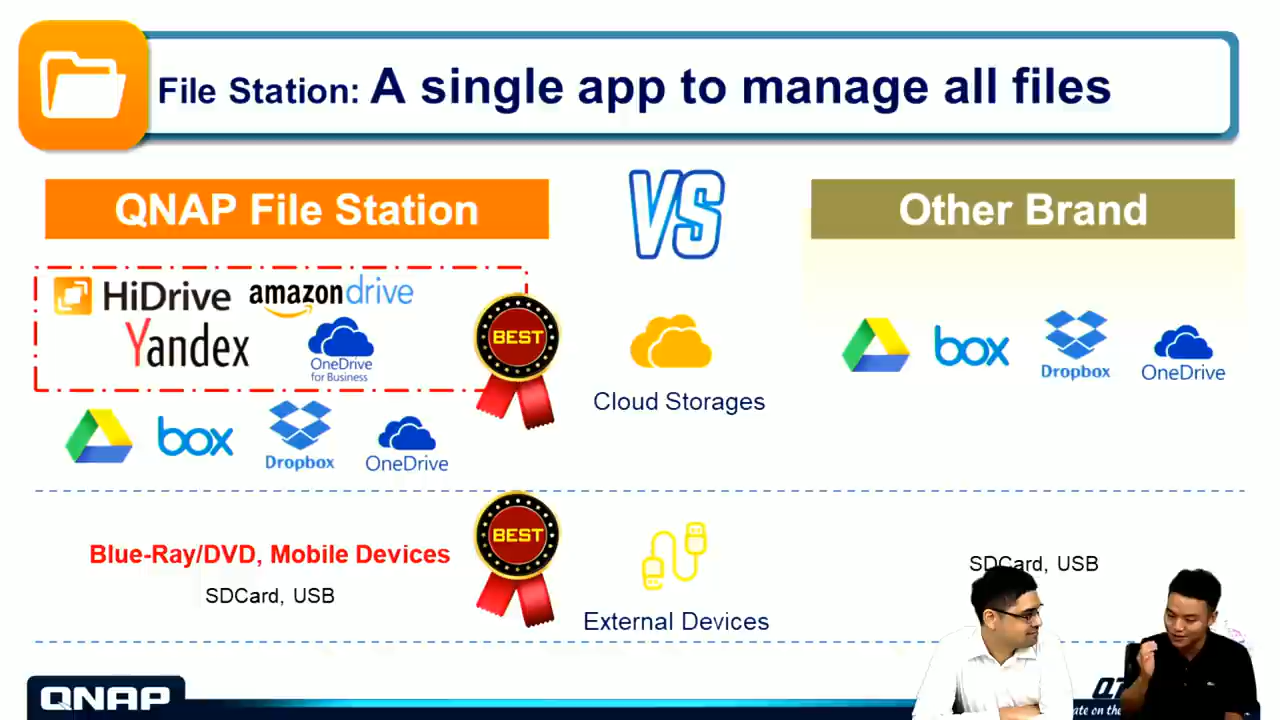 File Station: A single app to manage all files
QNAP File Station
VS
Other Brand
HiDrive
amazondrive
Yandex
OneDrive
for Business
BEST
box
Dropbox
OneDrive
Cloud Storages
box
Dropbox
OneDrive
Blue-Ray/DVD, Mobile Devices
SDCard, USB
BEST
External Devices
SDCard, USB
QNAP
on the